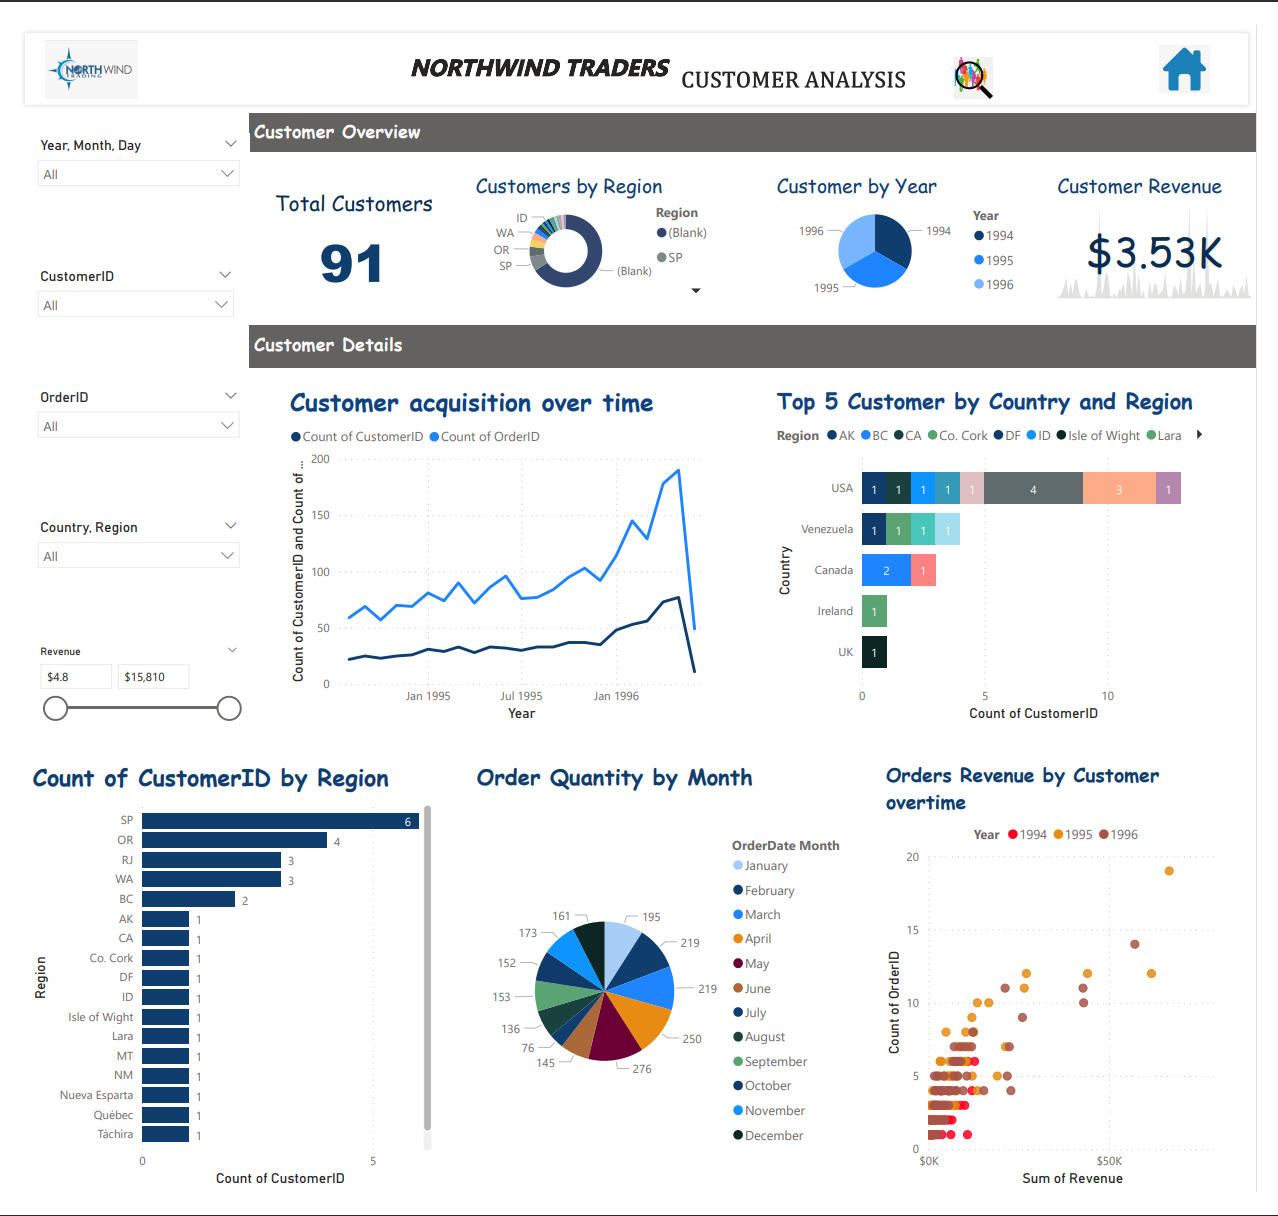 NORTHWIND
TRADING
NORTHWIND TRADERS CUSTOMER ANALYSIS
Year, Month, Day
All
CustomerID
All
OrderID
All
Country, Region
All
Revenue
$4.8 $15,810
Customer Overview
Total Customers
91
Customers by Region
ID
WA
OR
SP
(Blank)
Region
(Blank)
SP
Customer by Year
1996
1994
1995
Year
1994
1995
1996
Customer Revenue
$3.53K
Customer Details
Customer acquisition over time
Count of CustomerID Count of OrderID
Count of CustomerID and Count of ...
200
150
100
50
0
Jan 1995 Jul 1995 Jan 1996
Year
Top 5 Customer by Country and Region
Region AK BC CA Co. Cork DF ID Isle of Wight Lara
Country
USA 1 1 1 1 1 4 3 1
Venezuela 1 1 1 1
Canada 2 1
Ireland 1
UK 1
0 5 10
Count of CustomerID
Count of CustomerID by Region
Region
SP 6
OR 4
RJ 3
WA 3
BC 2
AK 1
CA 1
Co. Cork 1
DF 1
ID 1
Isle of Wight 1
Lara 1
MT 1
NM 1
Nueva Esparta 1
Québec 1
Táchira 1
0 5
Count of CustomerID
Order Quantity by Month
161 195
173 219
152
153 219
136 250
76
145 276
OrderDate Month
January
February
March
April
May
June
July
August
September
October
November
December
Orders Revenue by Customer
overtime
Year 1994 1995 1996
Count of OrderID
20
15
10
5
0
$0K $50K
Sum of Revenue